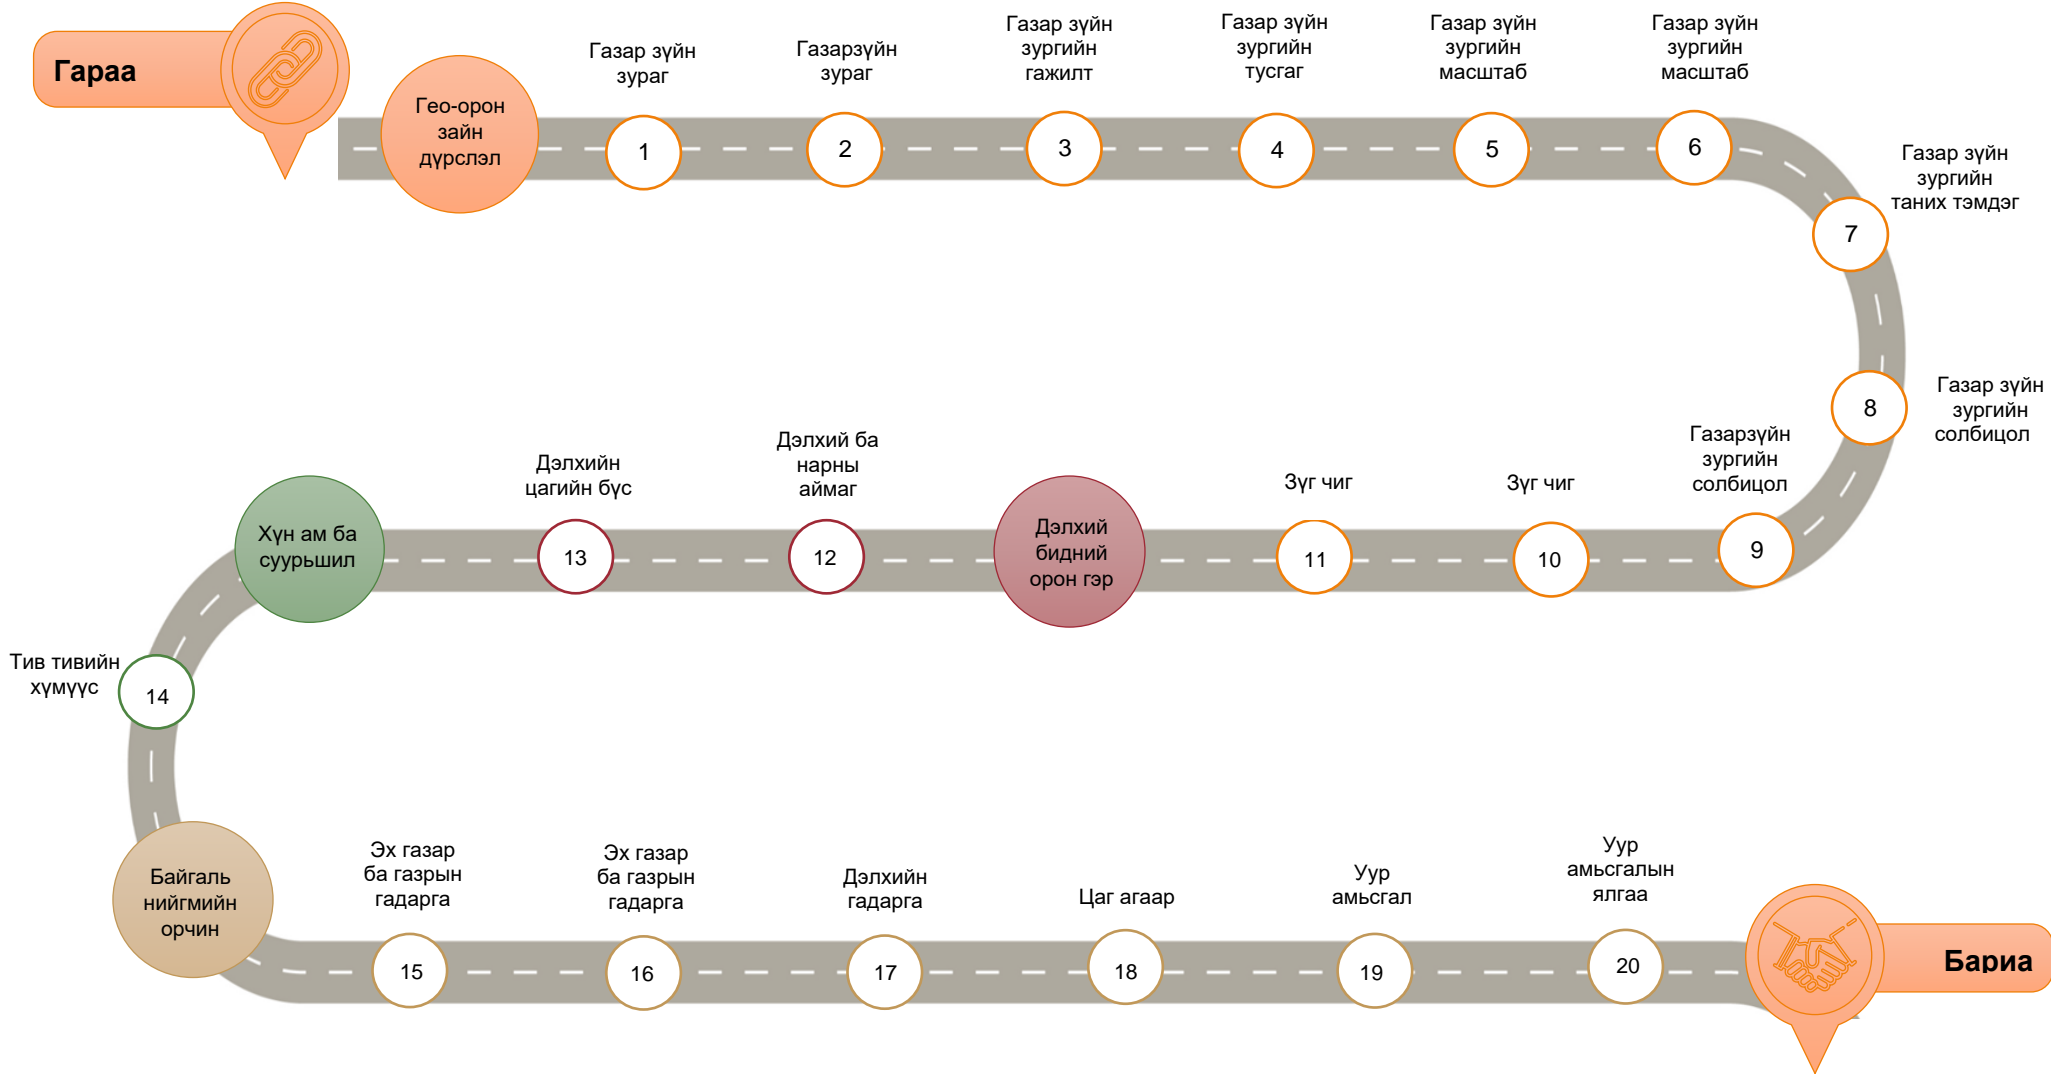 Гараа
Гео-орон
зайн
дүрслэл
Газар зүйн
зураг
1
Газарзүйн
зураг
2
Газар зүйн
зургийн
гажилт
3
Газар зүйн
зургийн
тусгаг
4
Газар зүйн
зургийн
масштаб
5
Газар зүйн
зургийн
масштаб
6
Газар зүйн
зургийн
таних тэмдэг
7
Газар зүйн
зургийн
солбицол
8
Газарзүйн
зургийн
солбицол
9
Зүг чиг
10
Зүг чиг
11
Дэлхий
бидний
орон гэр
Дэлхий ба
нарны
аймаг
12
Дэлхийн
цагийн бүс
13
Хүн ам ба
суурьшил
Тив тивийн
хүмүүс
14
Байгаль
нийгмийн
орчин
Эх газар
ба газрын
гадарга
15
Эх газар
ба газрын
гадарга
16
Дэлхийн
гадарга
17
Цаг агаар
18
Уур
амьсгал
19
Уур
амьсгалын
ялгаа
20
Бариа